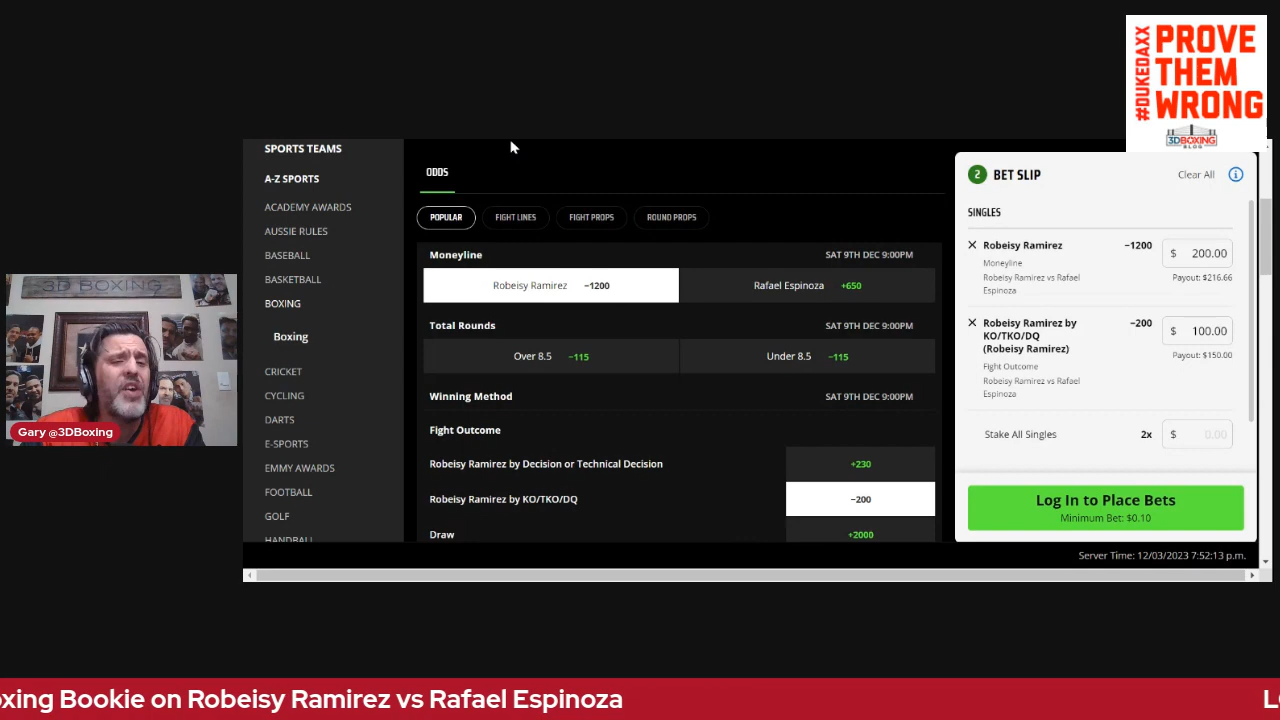 #DUKEDAXX
PROVE
THEM
WRONG
3DBOXING
BLOG
3D BOXING
Gary @3DBoxing
SPORTS TEAMS
A-Z SPORTS
ACADEMY AWARDS
AUSSIE RULES
BASEBALL
BASKETBALL
BOXING
Boxing
CRICKET
CYCLING
DARTS
E-SPORTS
EMMY AWARDS
FOOTBALL
GOLF
HANDBALL
ODDS
POPULAR FIGHT LINES FIGHT PROPS ROUND PROPS
Moneyline SAT 9TH DEC 9:00PM
Robeisy Ramirez −1200 Rafael Espinoza +650
Total Rounds SAT 9TH DEC 9:00PM
Over 8.5 −115 Under 8.5 −115
Winning Method SAT 9TH DEC 9:00PM
Fight Outcome
Robeisy Ramirez by Decision or Technical Decision +230
Robeisy Ramirez by KO/TKO/DQ −200
Draw +2000
2 BET SLIP Clear All
SINGLES
Robeisy Ramirez −1200 $ 200.00
Moneyline
Robeisy Ramirez vs Rafael
Espinoza
Payout: $216.66
Robeisy Ramirez by
KO/TKO/DQ
(Robeisy Ramirez)
−200 $ 100.00
Payout: $150.00
Fight Outcome
Robeisy Ramirez vs Rafael
Espinoza
Stake All Singles 2x $ 0.00
Log In to Place Bets
Minimum Bet: $0.10
Server Time: 12/03/2023 7:52:13 p.m.
oxing Bookie on Robeisy Ramirez vs Rafael Espinoza
L